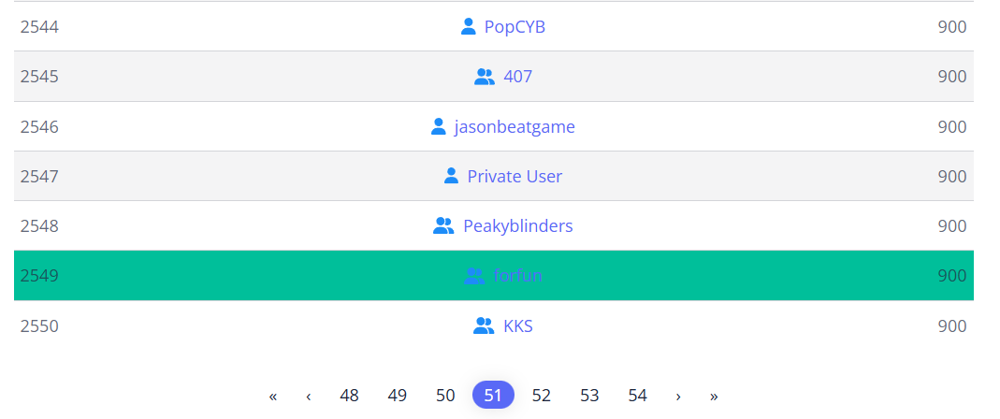 2544 PopCYB 900
2545 407 900
2546 jasonbeatgame 900
2547 Private User 900
2548 Peakyblinders 900
2549 forfun 900
2550 KKS 900
« ‹ 48 49 50 51 52 53 54 › »